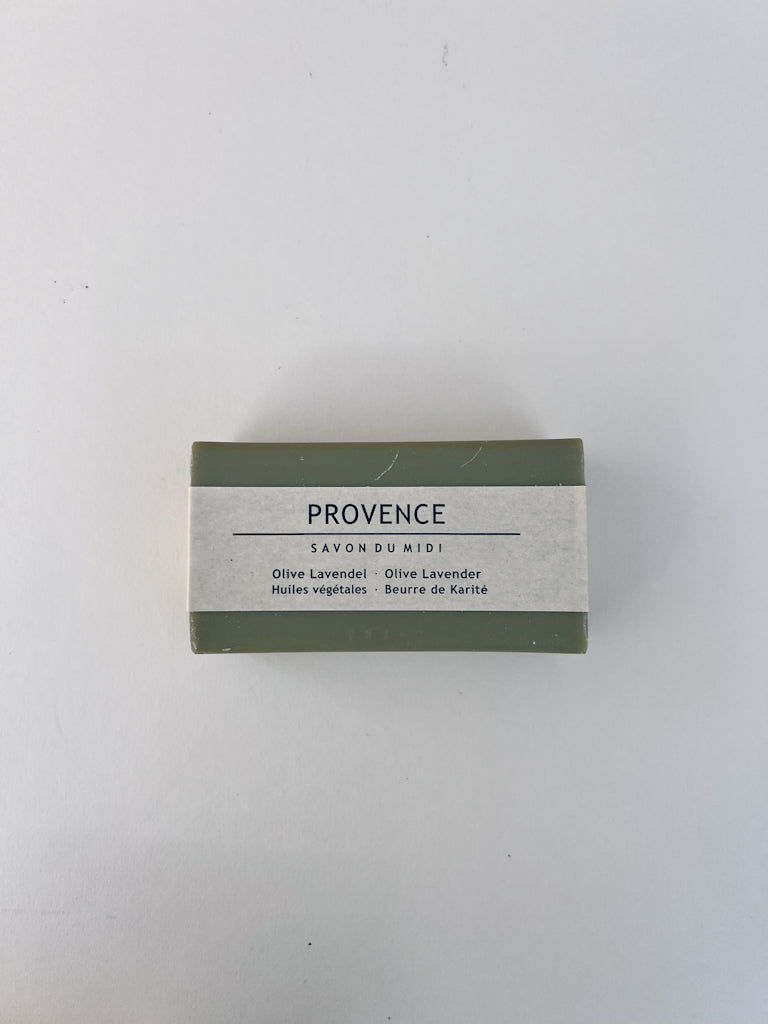 PROVENCE
SAVON DU MIDI
Olive Lavendel · Olive Lavender
Huiles végétales · Beurre de Karité